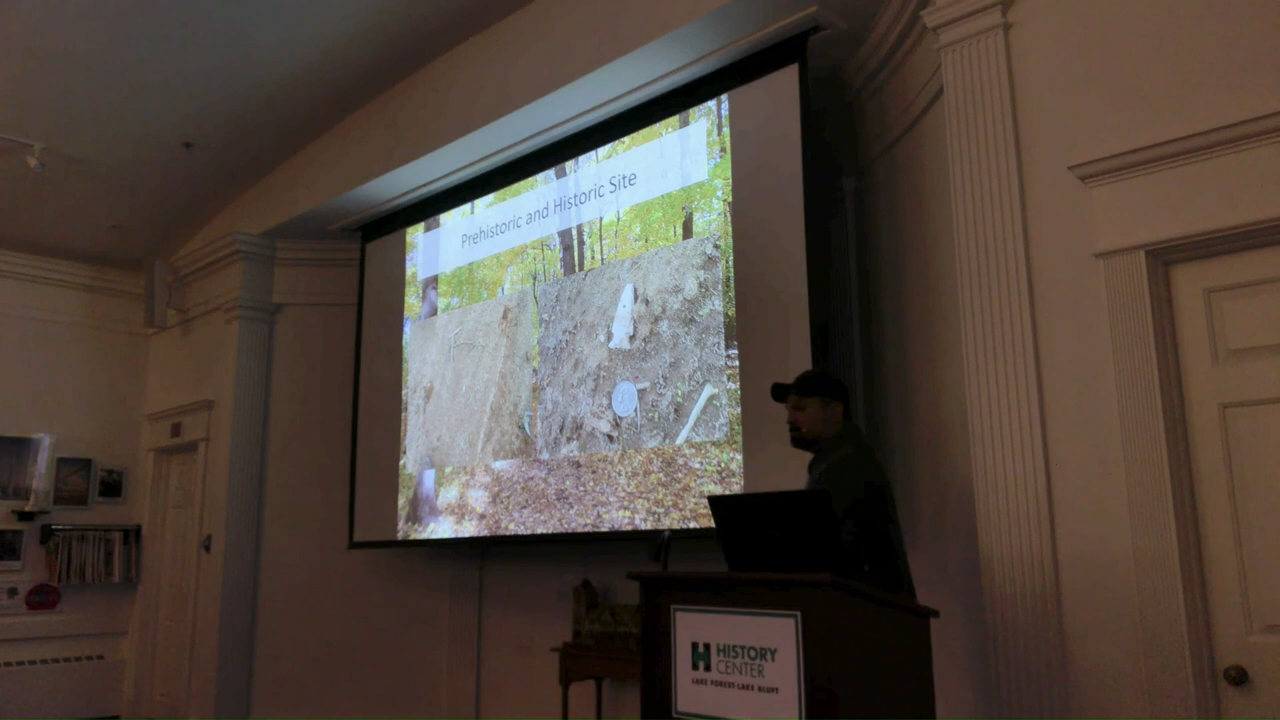 Prehistoric and Historic Site
H HISTORY
CENTER
LAKE FOREST-LAKE BLUFF